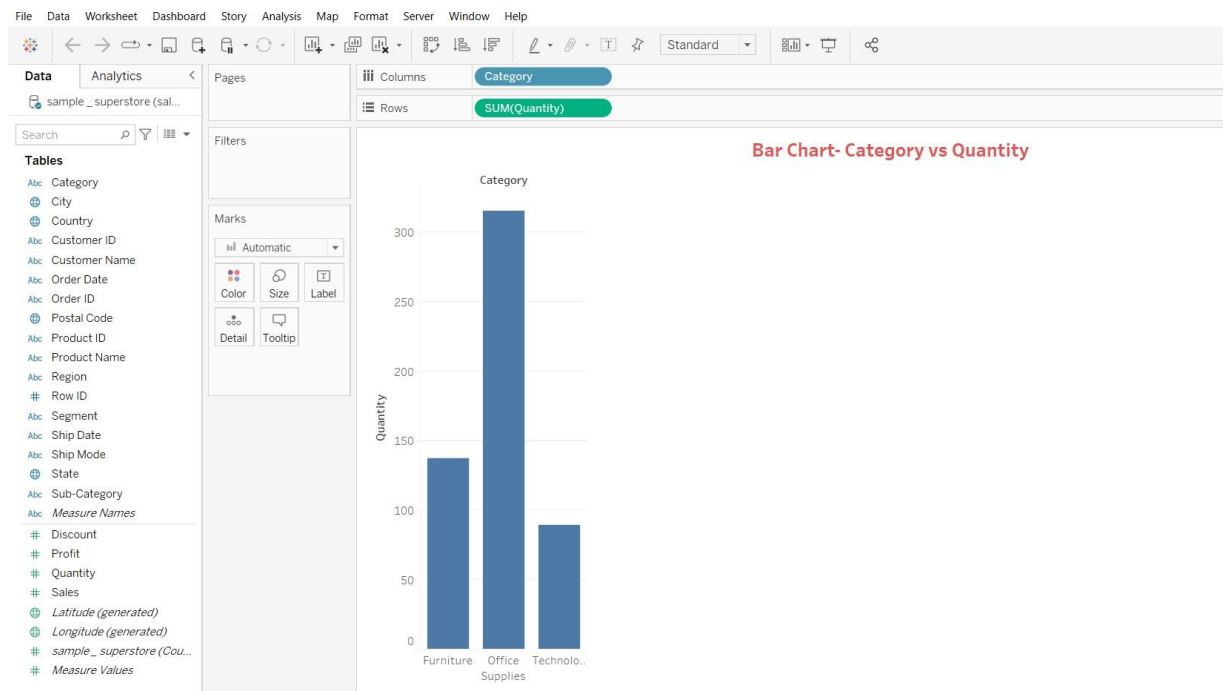 File Data Worksheet Dashboard Story Analysis Map Format Server Window Help
Standard
Data Analytics
sample_superstore (sal...
Search
Tables
Abc Category
City
Country
Abc Customer ID
Abc Customer Name
Abc Order Date
Abc Order ID
Postal Code
Abc Product ID
Abc Product Name
Abc Region
# Row ID
Abc Segment
Abc Ship Date
Abc Ship Mode
State
Abc Sub-Category
Abc Measure Names
# Discount
# Profit
# Quantity
# Sales
Latitude (generated)
Longitude (generated)
# sample_superstore (Cou...
# Measure Values
Pages
Filters
Marks
Automatic
Color Size Label
Detail Tooltip
Columns Category
Rows SUM(Quantity)
Bar Chart- Category vs Quantity
Category
Quantity
300
250
200
150
100
50
0
Furniture Office Technolo..
Supplies